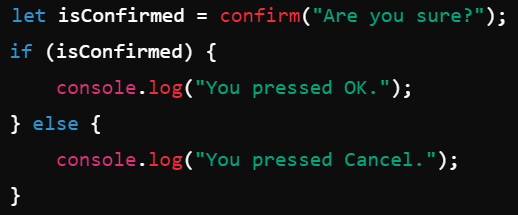 let isConfirmed = confirm("Are you sure?");
if (isConfirmed) {
    console.log("You pressed OK.");
} else {
    console.log("You pressed Cancel.");
}